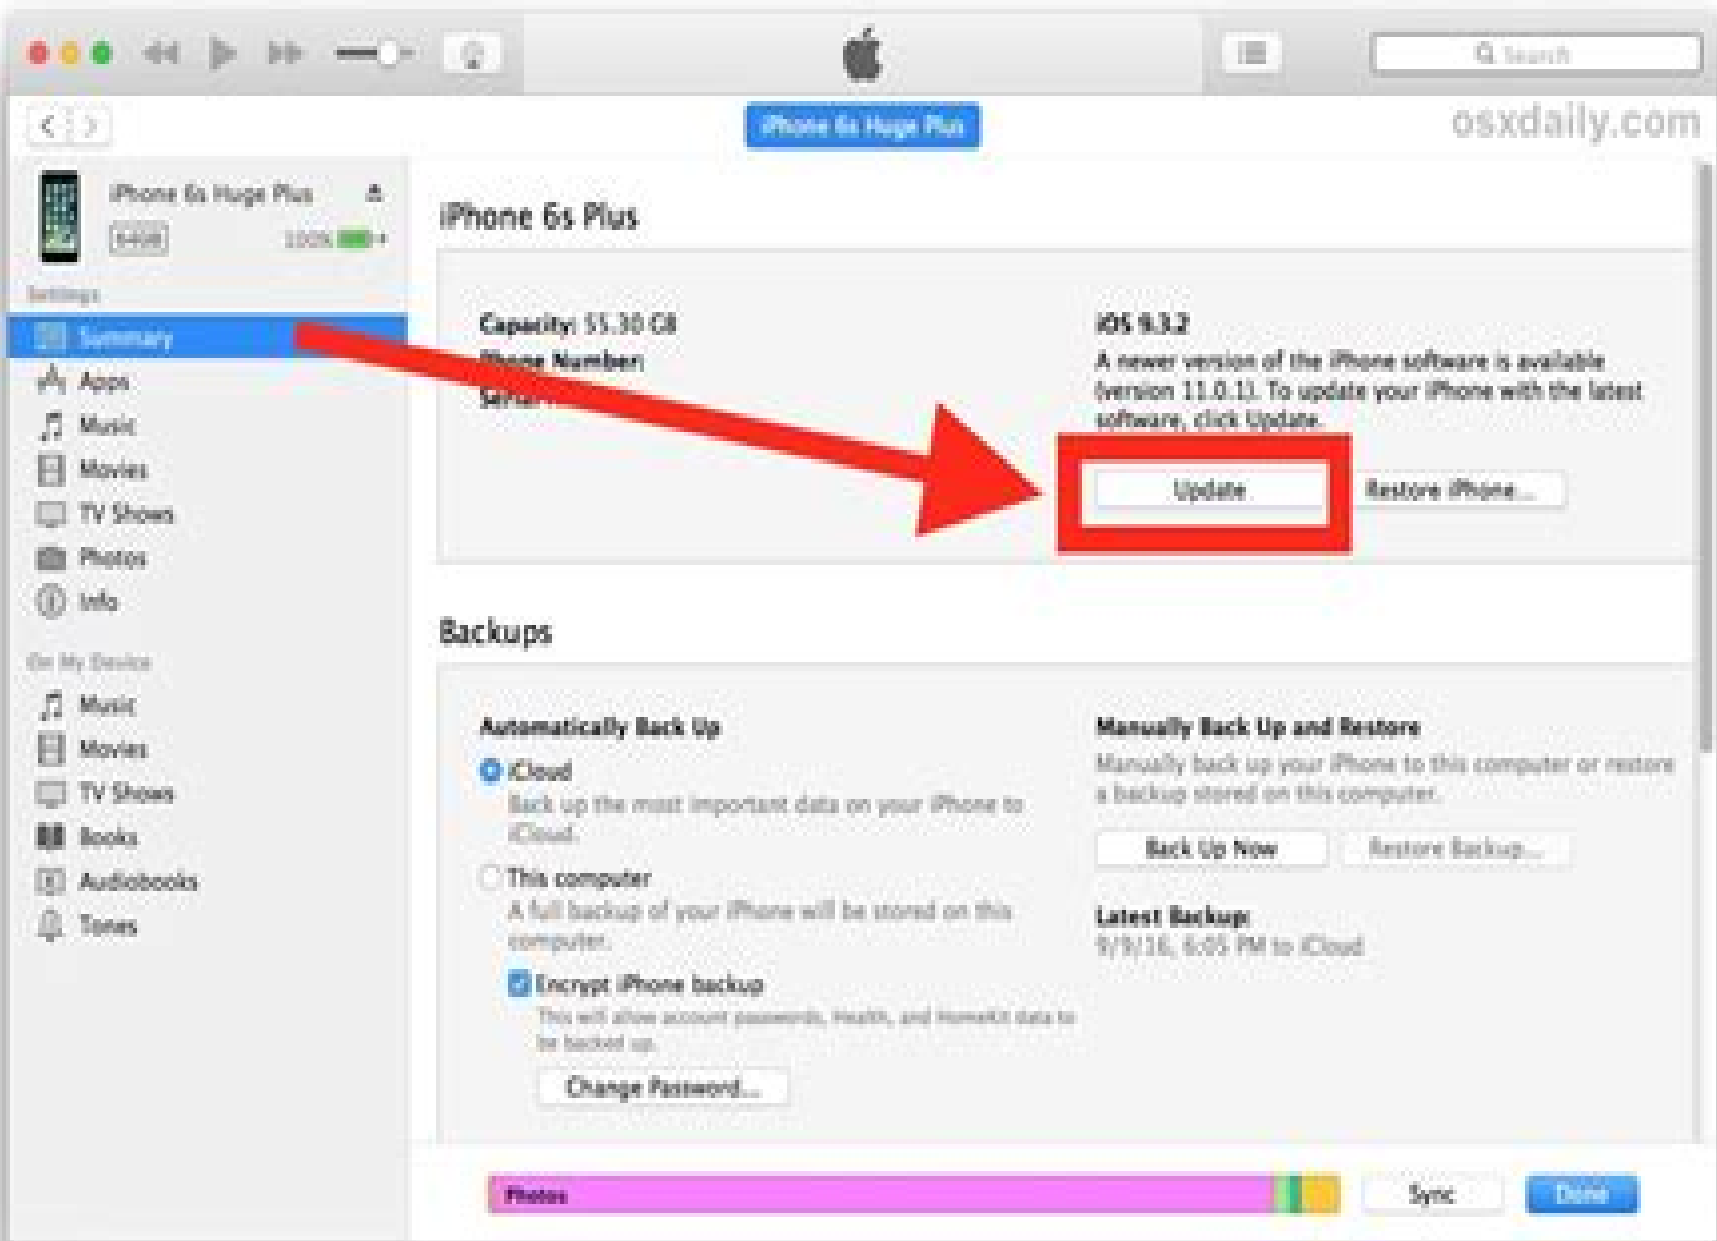 Search
iPhone 6s Huge Plus
osxdaily.com
iPhone 6s Huge Plus
64GB
100%
Settings
Summary
Apps
Music
Movies
TV Shows
Photos
Info
On My Device
Music
Movies
TV Shows
Books
Audiobooks
Tones
iPhone 6s Plus
Capacity: 55.30 GB
Phone Number:
Serial
iOS 9.3.2
A newer version of the iPhone software is available
(version 11.0.1). To update your iPhone with the latest
software, click Update.
Update
Restore iPhone...
Backups
Automatically Back Up
iCloud
Back up the most important data on your iPhone to
iCloud.
This computer
A full backup of your iPhone will be stored on this
computer.
Encrypt iPhone backup
This will allow account passwords, Health, and HomeKit data to
be backed up.
Change Password...
Manually Back Up and Restore
Manually back up your iPhone to this computer or restore
a backup stored on this computer.
Back Up Now
Restore Backup...
Latest Backup:
9/9/16, 6:05 PM to iCloud
Photos
Sync
Done